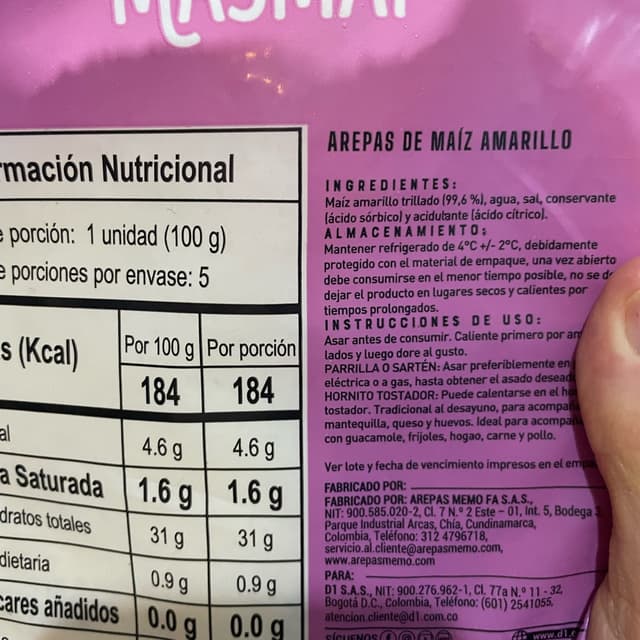 MASMAI
rmación Nutricional
e porción: 1 unidad (100 g)
e porciones por envase: 5
s (Kcal)
Por 100 g Por porción
184 184
al 4.6 g 4.6 g
a Saturada 1.6 g 1.6 g
dratos totales 31 g 31 g
dietaria 0.9 g 0.9 g
cares añadidos 0.0 g 0.0 g
AREPAS DE MAÍZ AMARILLO
INGREDIENTES:
Maíz amarillo trillado (99,6 %), agua, sal, conservante
(ácido sórbico) y acidulante (ácido cítrico).
ALMACENAMIENTO:
Mantener refrigerado de 4°C +/- 2°C, debidamente
protegido con el material de empaque, una vez abierto
debe consumirse en el menor tiempo posible, no se de
dejar el producto en lugares secos y calientes por
tiempos prolongados.
INSTRUCCIONES DE USO:
Asar antes de consumir. Caliente primero por am
lados y luego dore al gusto.
PARRILLA O SARTÉN: Asar preferiblemente en
eléctrica o a gas, hasta obtener el asado desead
HORNITO TOSTADOR: Puede calentarse en el ho
tostador. Tradicional al desayuno, para acompañ
mantequilla, queso y huevos. Ideal para acompañ
con guacamole, frijoles, hogao, carne y pollo.
Ver lote y fecha de vencimiento impresos en el emp
FABRICADO POR:
FABRICADO POR: AREPAS MEMO FA S.A.S.,
NIT: 900.585.020-2, Cl. 7 N.º 2 Este - 01, Int. 5, Bodega 3
Parque Industrial Arcas, Chía, Cundinamarca,
Colombia, Teléfono: 312 4796718,
servicio.al.cliente@arepasmemo.com,
www.arepasmemo.com
PARA:
D1 S.A.S., NIT: 900.276.962-1, Cl. 77a N.º 11 - 32,
Bogotá D.C., Colombia, Teléfono: (601) 2541055,
atencion.cliente@d1.com.co
SÍGUENOS www.d1.c